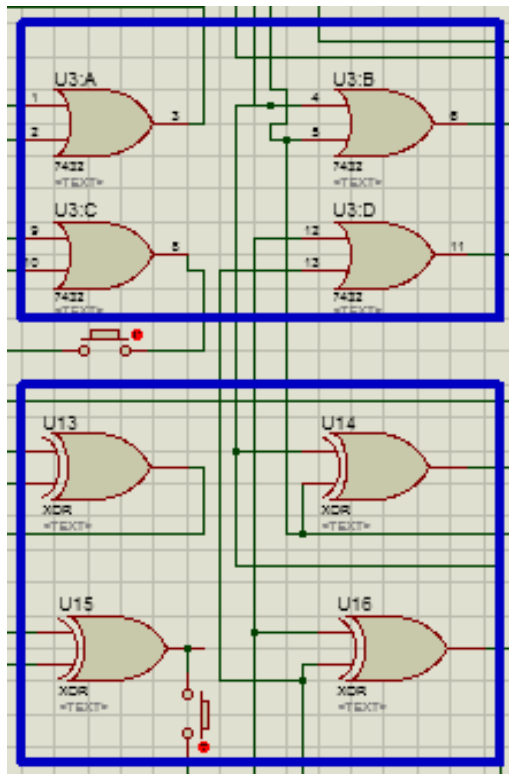 U3:A
1
2
3
7432
<TEXT>
U3:B
4
5
6
7432
<TEXT>
U3:C
9
10
8
7432
<TEXT>
U3:D
12
13
11
7432
<TEXT>
U13
XOR
<TEXT>
U14
XOR
<TEXT>
U15
XOR
<TEXT>
U16
XOR
<TEXT>